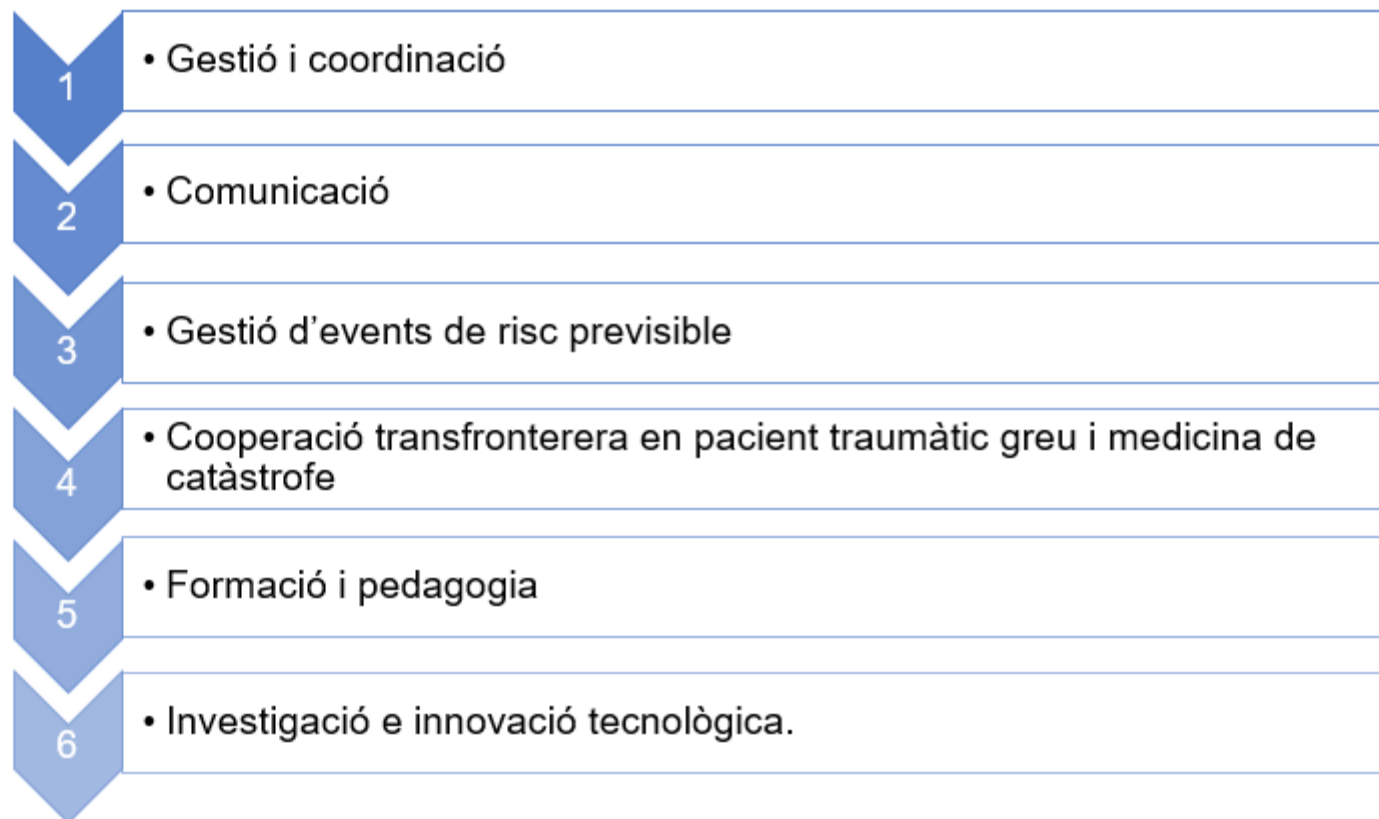 1
• Gestió i coordinació
2
• Comunicació
3
• Gestió d’events de risc previsible
4
• Cooperació transfronterera en pacient traumàtic greu i medicina de
catàstrofe
5
• Formació i pedagogia
6
• Investigació e innovació tecnològica.